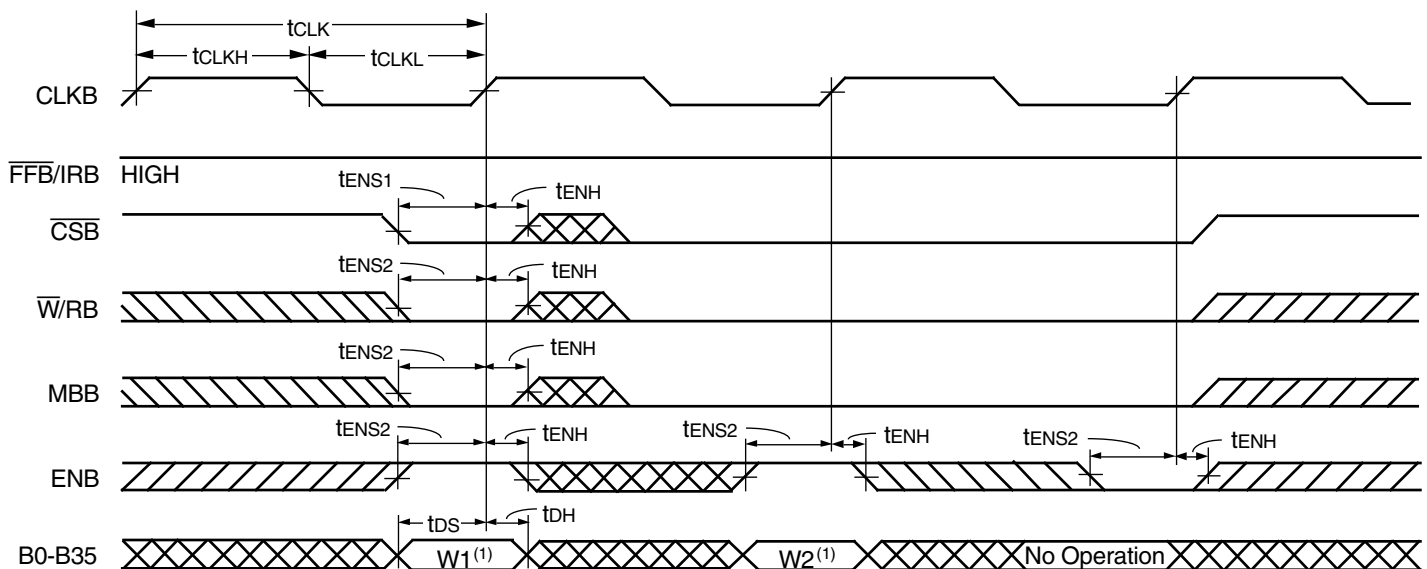 tCLK
tCLKH tCLKL
CLKB
FFB/IRB HIGH
tENS1 tENH
CSB
tENS2 tENH
W/RB
tENS2 tENH
MBB
tENS2 tENH tENS2 tENH tENS2 tENH
ENB
tDS tDH
B0-B35 W1(1) W2(1) No Operation